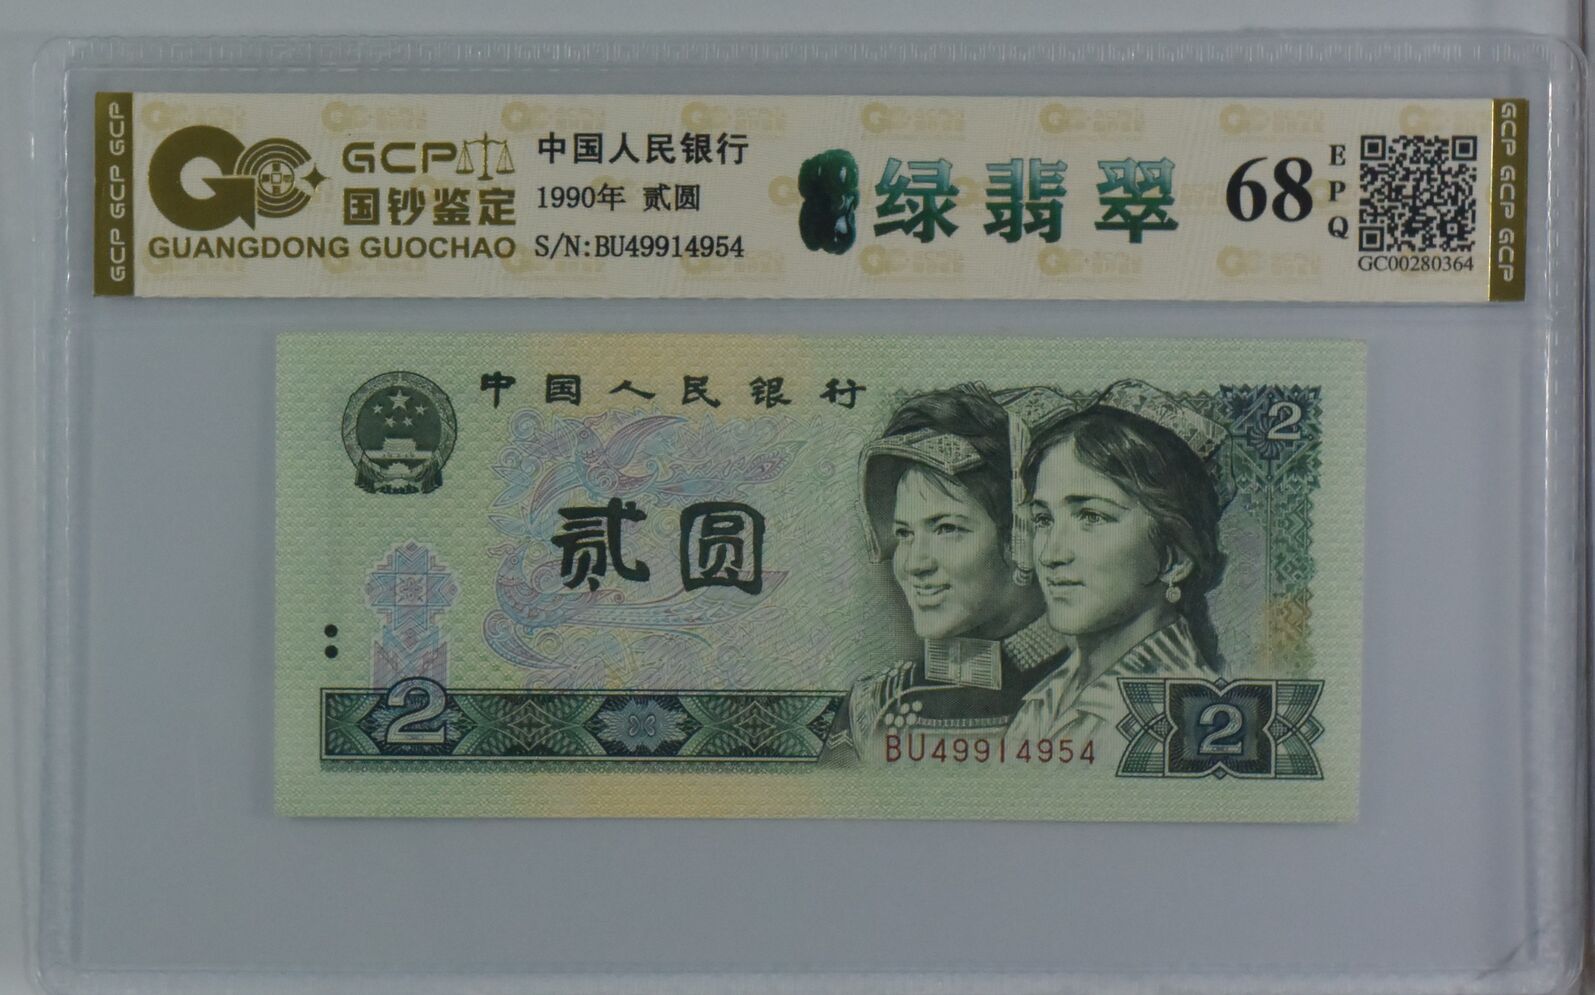 GCP GCP GCP
GCP
国钞鉴定
GUANGDONG GUOCHAO
中国人民银行
1990年 贰圆
S/N:BU49914954
绿翡翠
68
EPQ
GC00280364
GCP GCP GCP
中国人民银行
2
贰圆
2
BU49914954
2